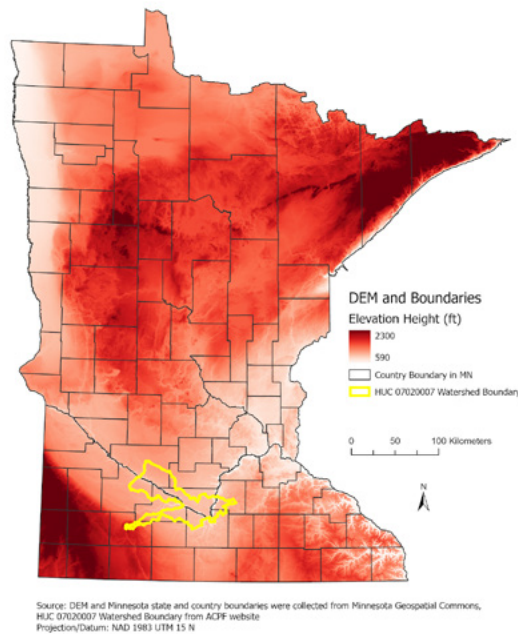 DEM and Boundaries
Elevation Height (ft)
2300
590
Country Boundary in MN
HUC 07020007 Watershed Boundary
0 50 100 Kilometers
N
Source: DEM and Minnesota state and country boundaries were collected from Minnesota Geospatial Commons,
HUC 07020007 Watershed Boundary from ACPF website
Projection/Datum: NAD 1983 UTM 15 N